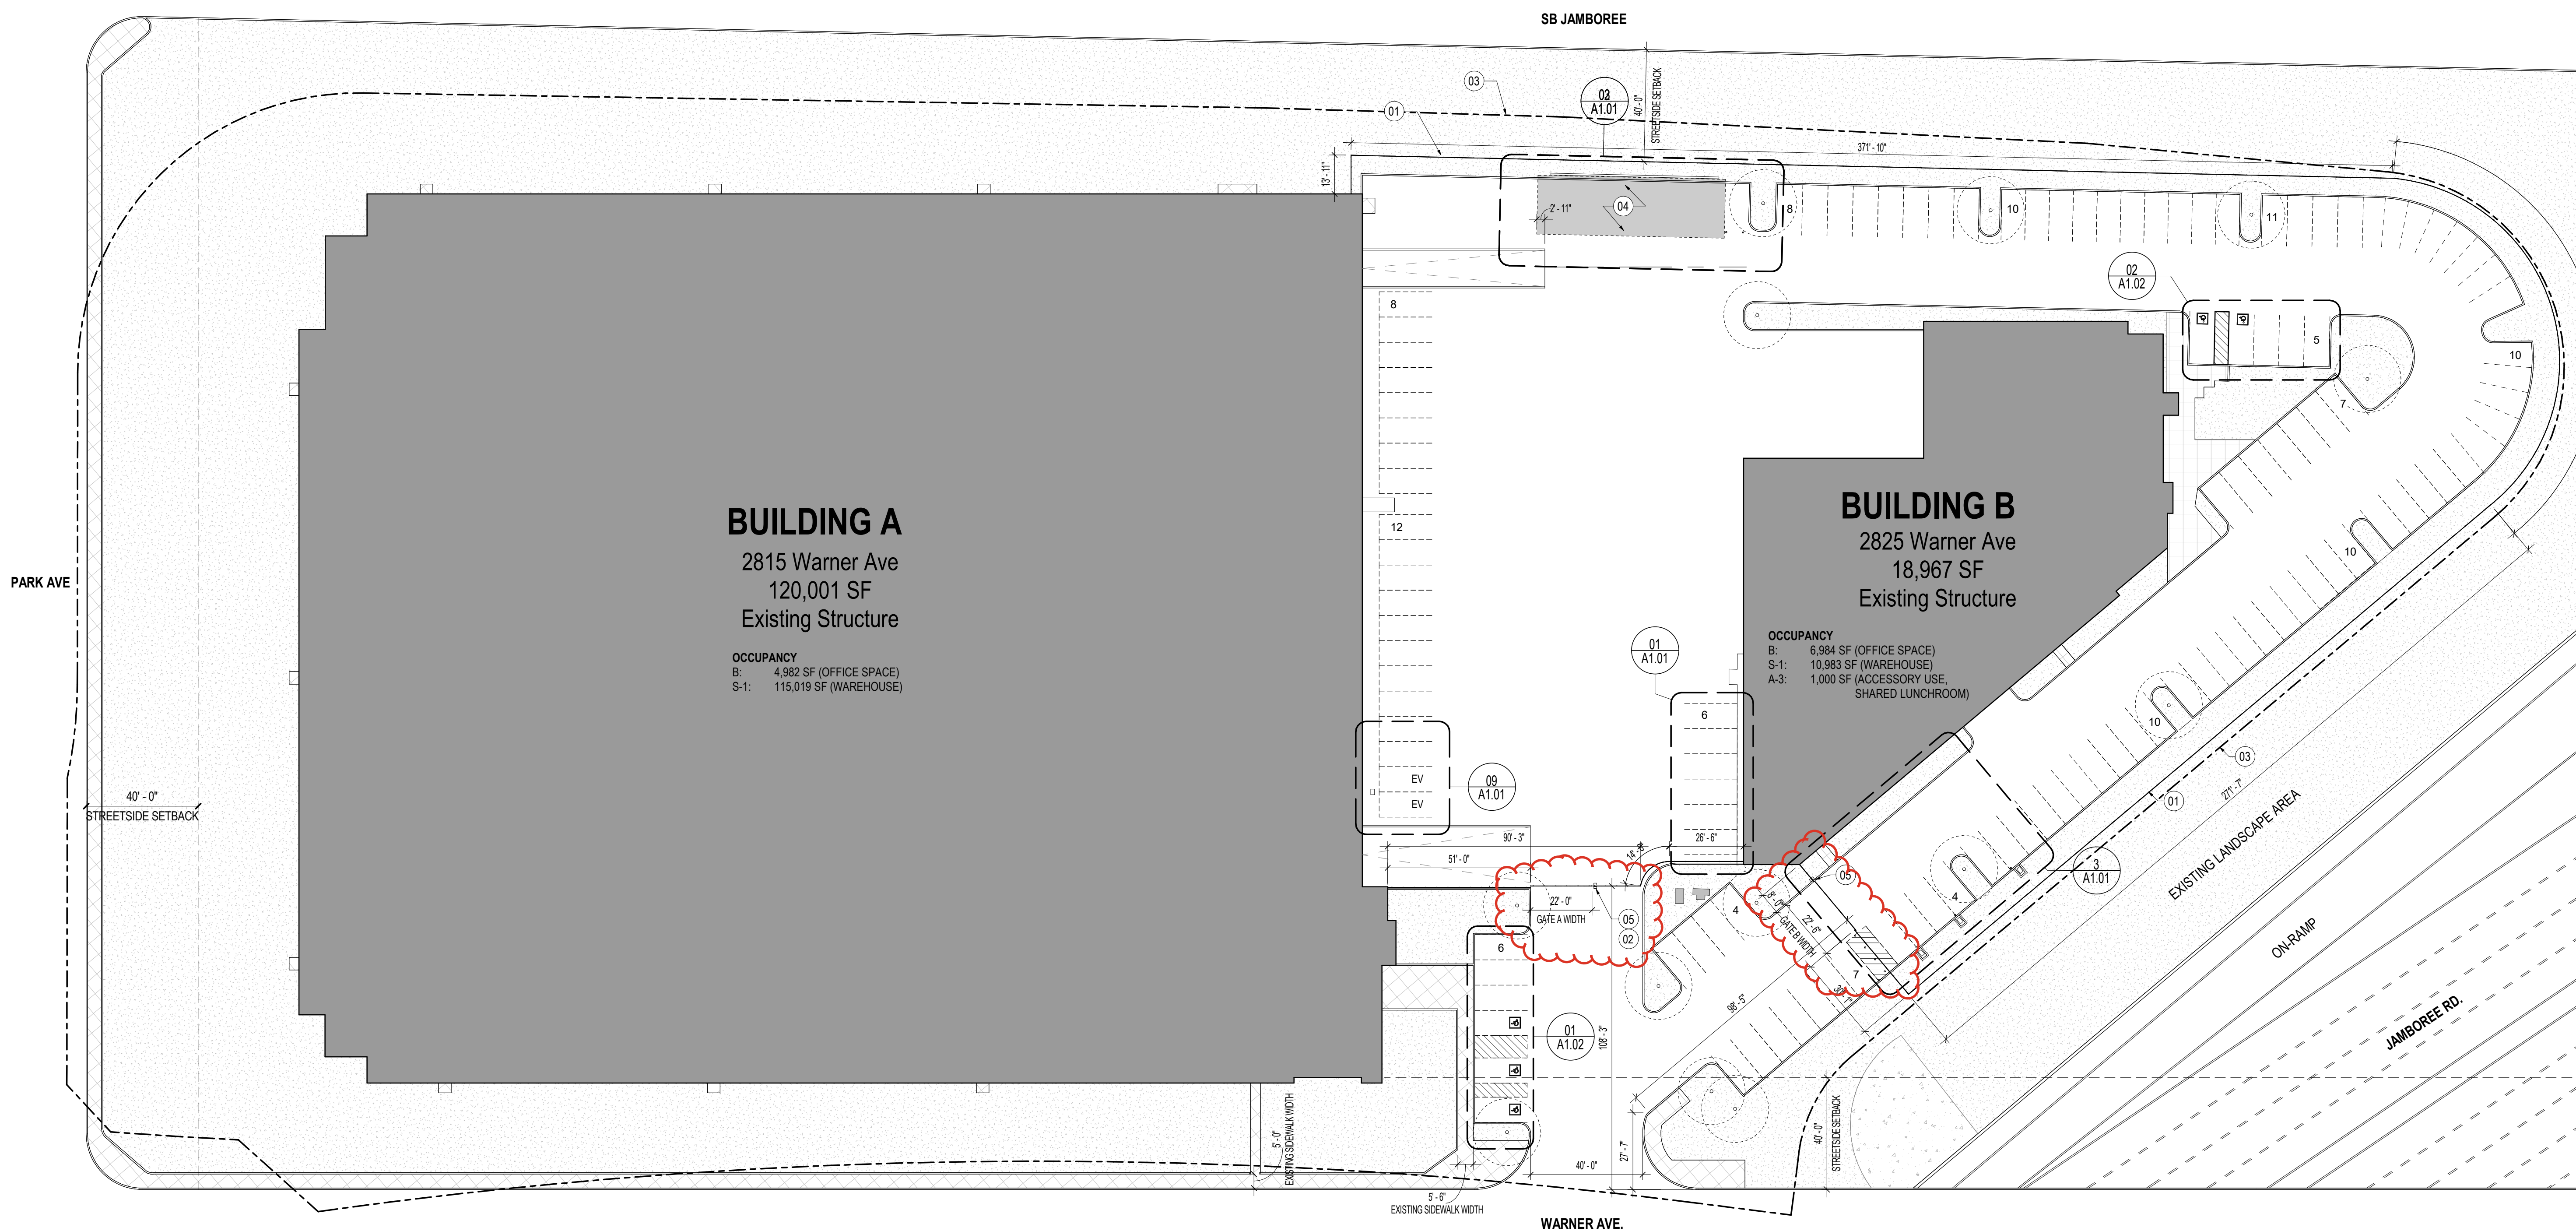 SB JAMBOREE
03
01
03
A1.01
40' - 0"
STREETSIDE SETBACK
371' - 10"
13' - 11"
2' - 11"
04
8
10
11
02
A1.02
5
10
7
8
12
BUILDING A
2815 Warner Ave
120,001 SF
Existing Structure
OCCUPANCY
B: 4,982 SF (OFFICE SPACE)
S-1: 115,019 SF (WAREHOUSE)
BUILDING B
2825 Warner Ave
18,967 SF
Existing Structure
OCCUPANCY
B: 6,984 SF (OFFICE SPACE)
S-1: 10,983 SF (WAREHOUSE)
A-3: 1,000 SF (ACCESSORY USE,
SHARED LUNCHROOM)
PARK AVE
40' - 0"
STREETSIDE SETBACK
01
A1.01
6
10
10
03
01
271' - 7"
EXISTING LANDSCAPE AREA
ON-RAMP
JAMBOREE RD.
EV
EV
09
A1.01
90' - 3"
51' - 0"
26' - 6"
22' - 0"
GATE A WIDTH
05
02
4
05
8' - 0"
22' - 6"
GATE B WIDTH
7
4
3
A1.01
98' - 5"
6
01
A1.02
108' - 3"
27' - 7"
40' - 0"
40' - 0"
STREETSIDE SETBACK
5' - 0"
EXISTING SIDEWALK WIDTH
5' - 6"
EXISTING SIDEWALK WIDTH
WARNER AVE.